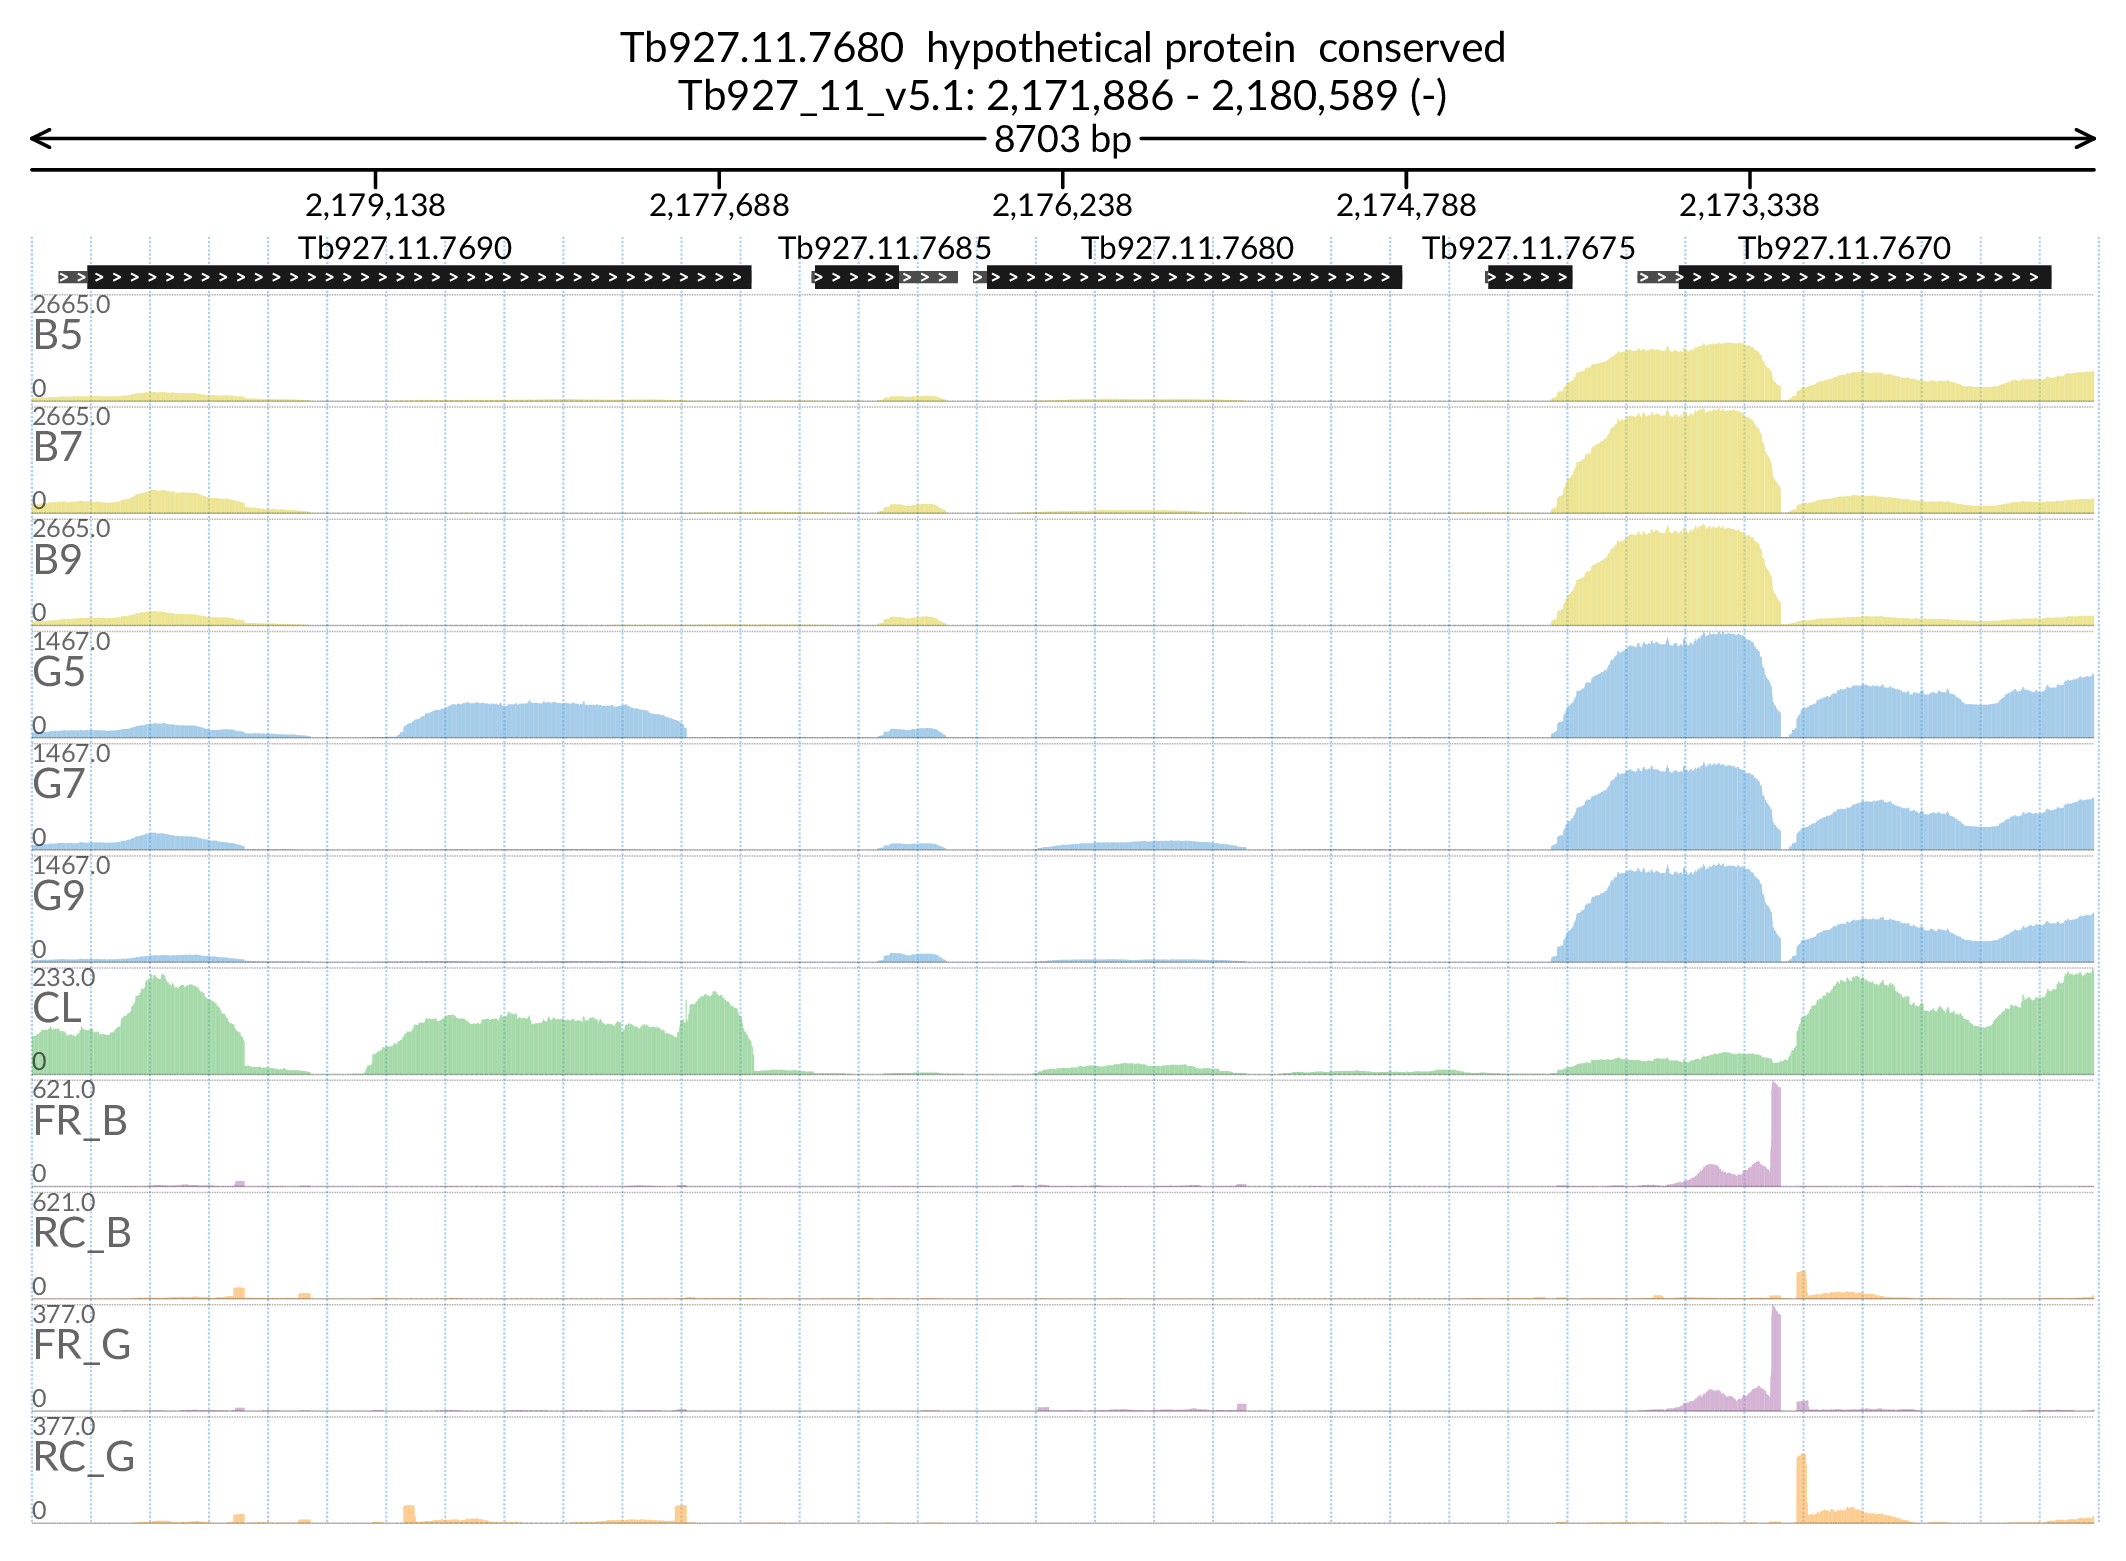 Tb927.11.7680 hypothetical protein conserved
Tb927_11_v5.1: 2,171,886 - 2,180,589 (-)
8703 bp
2,179,138 2,177,688 2,176,238 2,174,788 2,173,338
Tb927.11.7690 Tb927.11.7685 Tb927.11.7680 Tb927.11.7675 Tb927.11.7670
2665.0
B5
0
2665.0
B7
0
2665.0
B9
0
1467.0
G5
0
1467.0
G7
0
1467.0
G9
0
233.0
CL
0
621.0
FR_B
0
621.0
RC_B
0
377.0
FR_G
0
377.0
RC_G
0